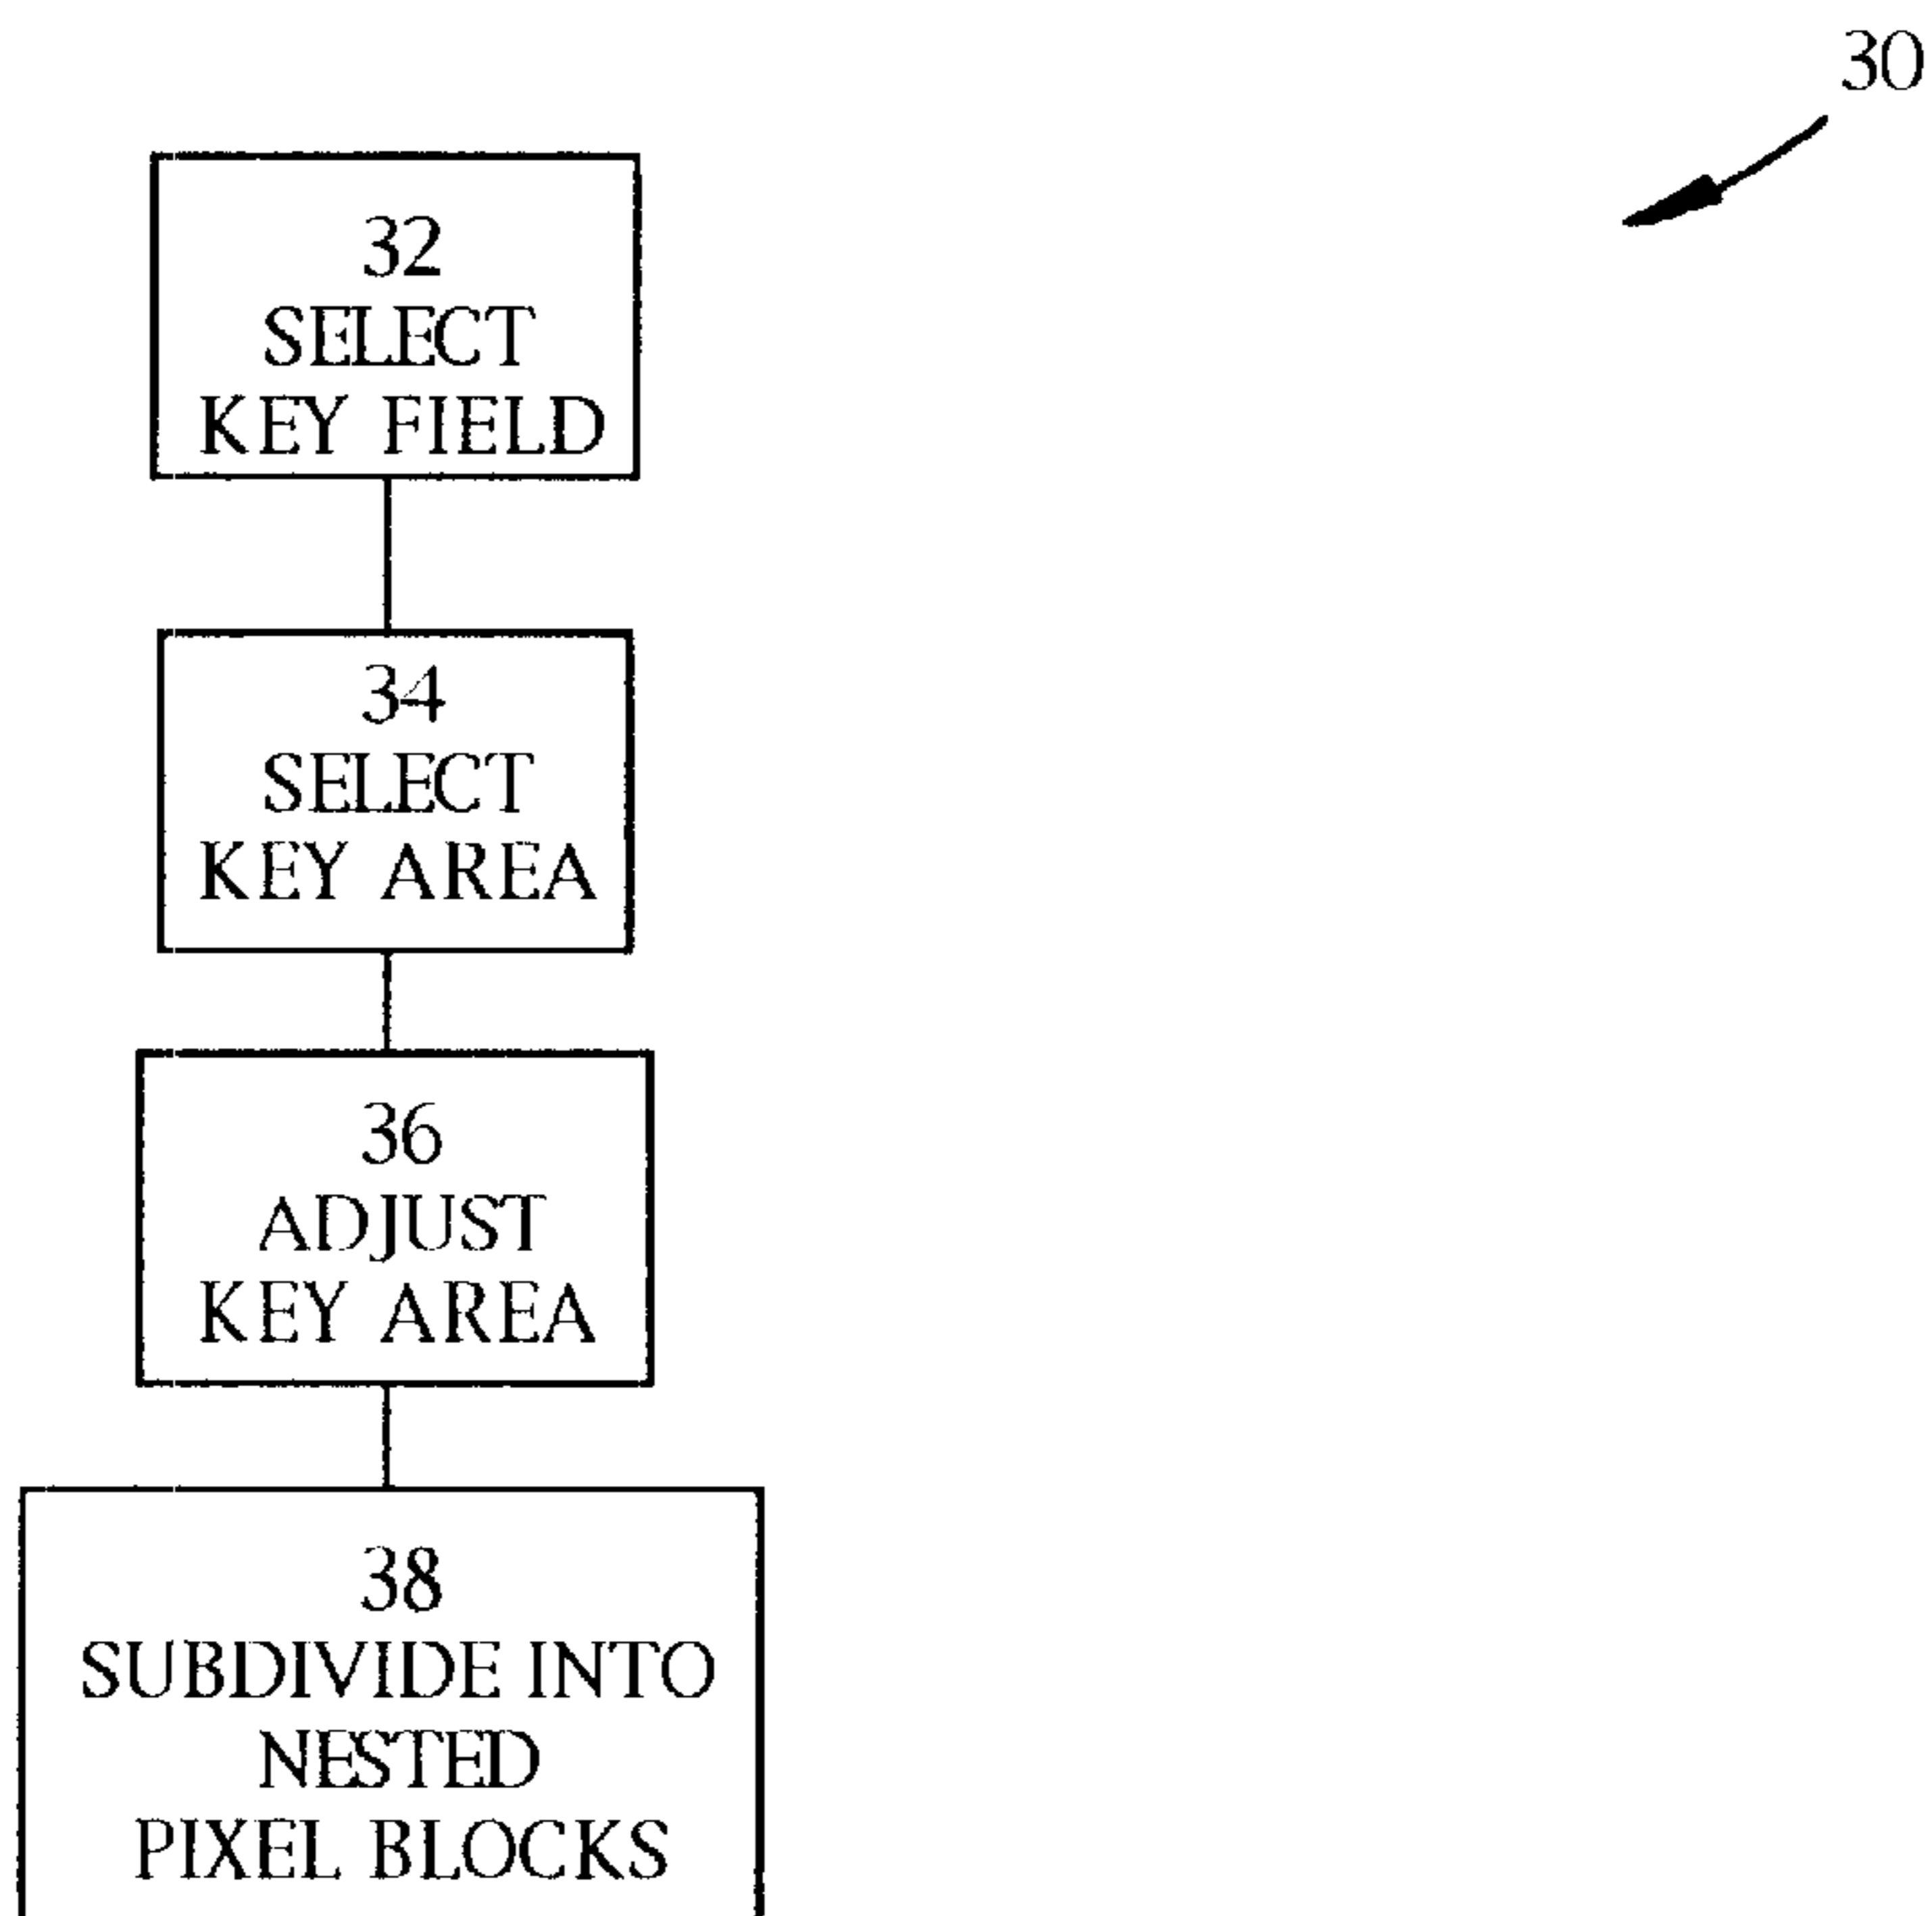 30
32
SELECT
KEY FIELD
34
SELECT
KEY AREA
36
ADJUST
KEY AREA
38
SUBDIVIDE INTO
NESTED
PIXEL BLOCKS